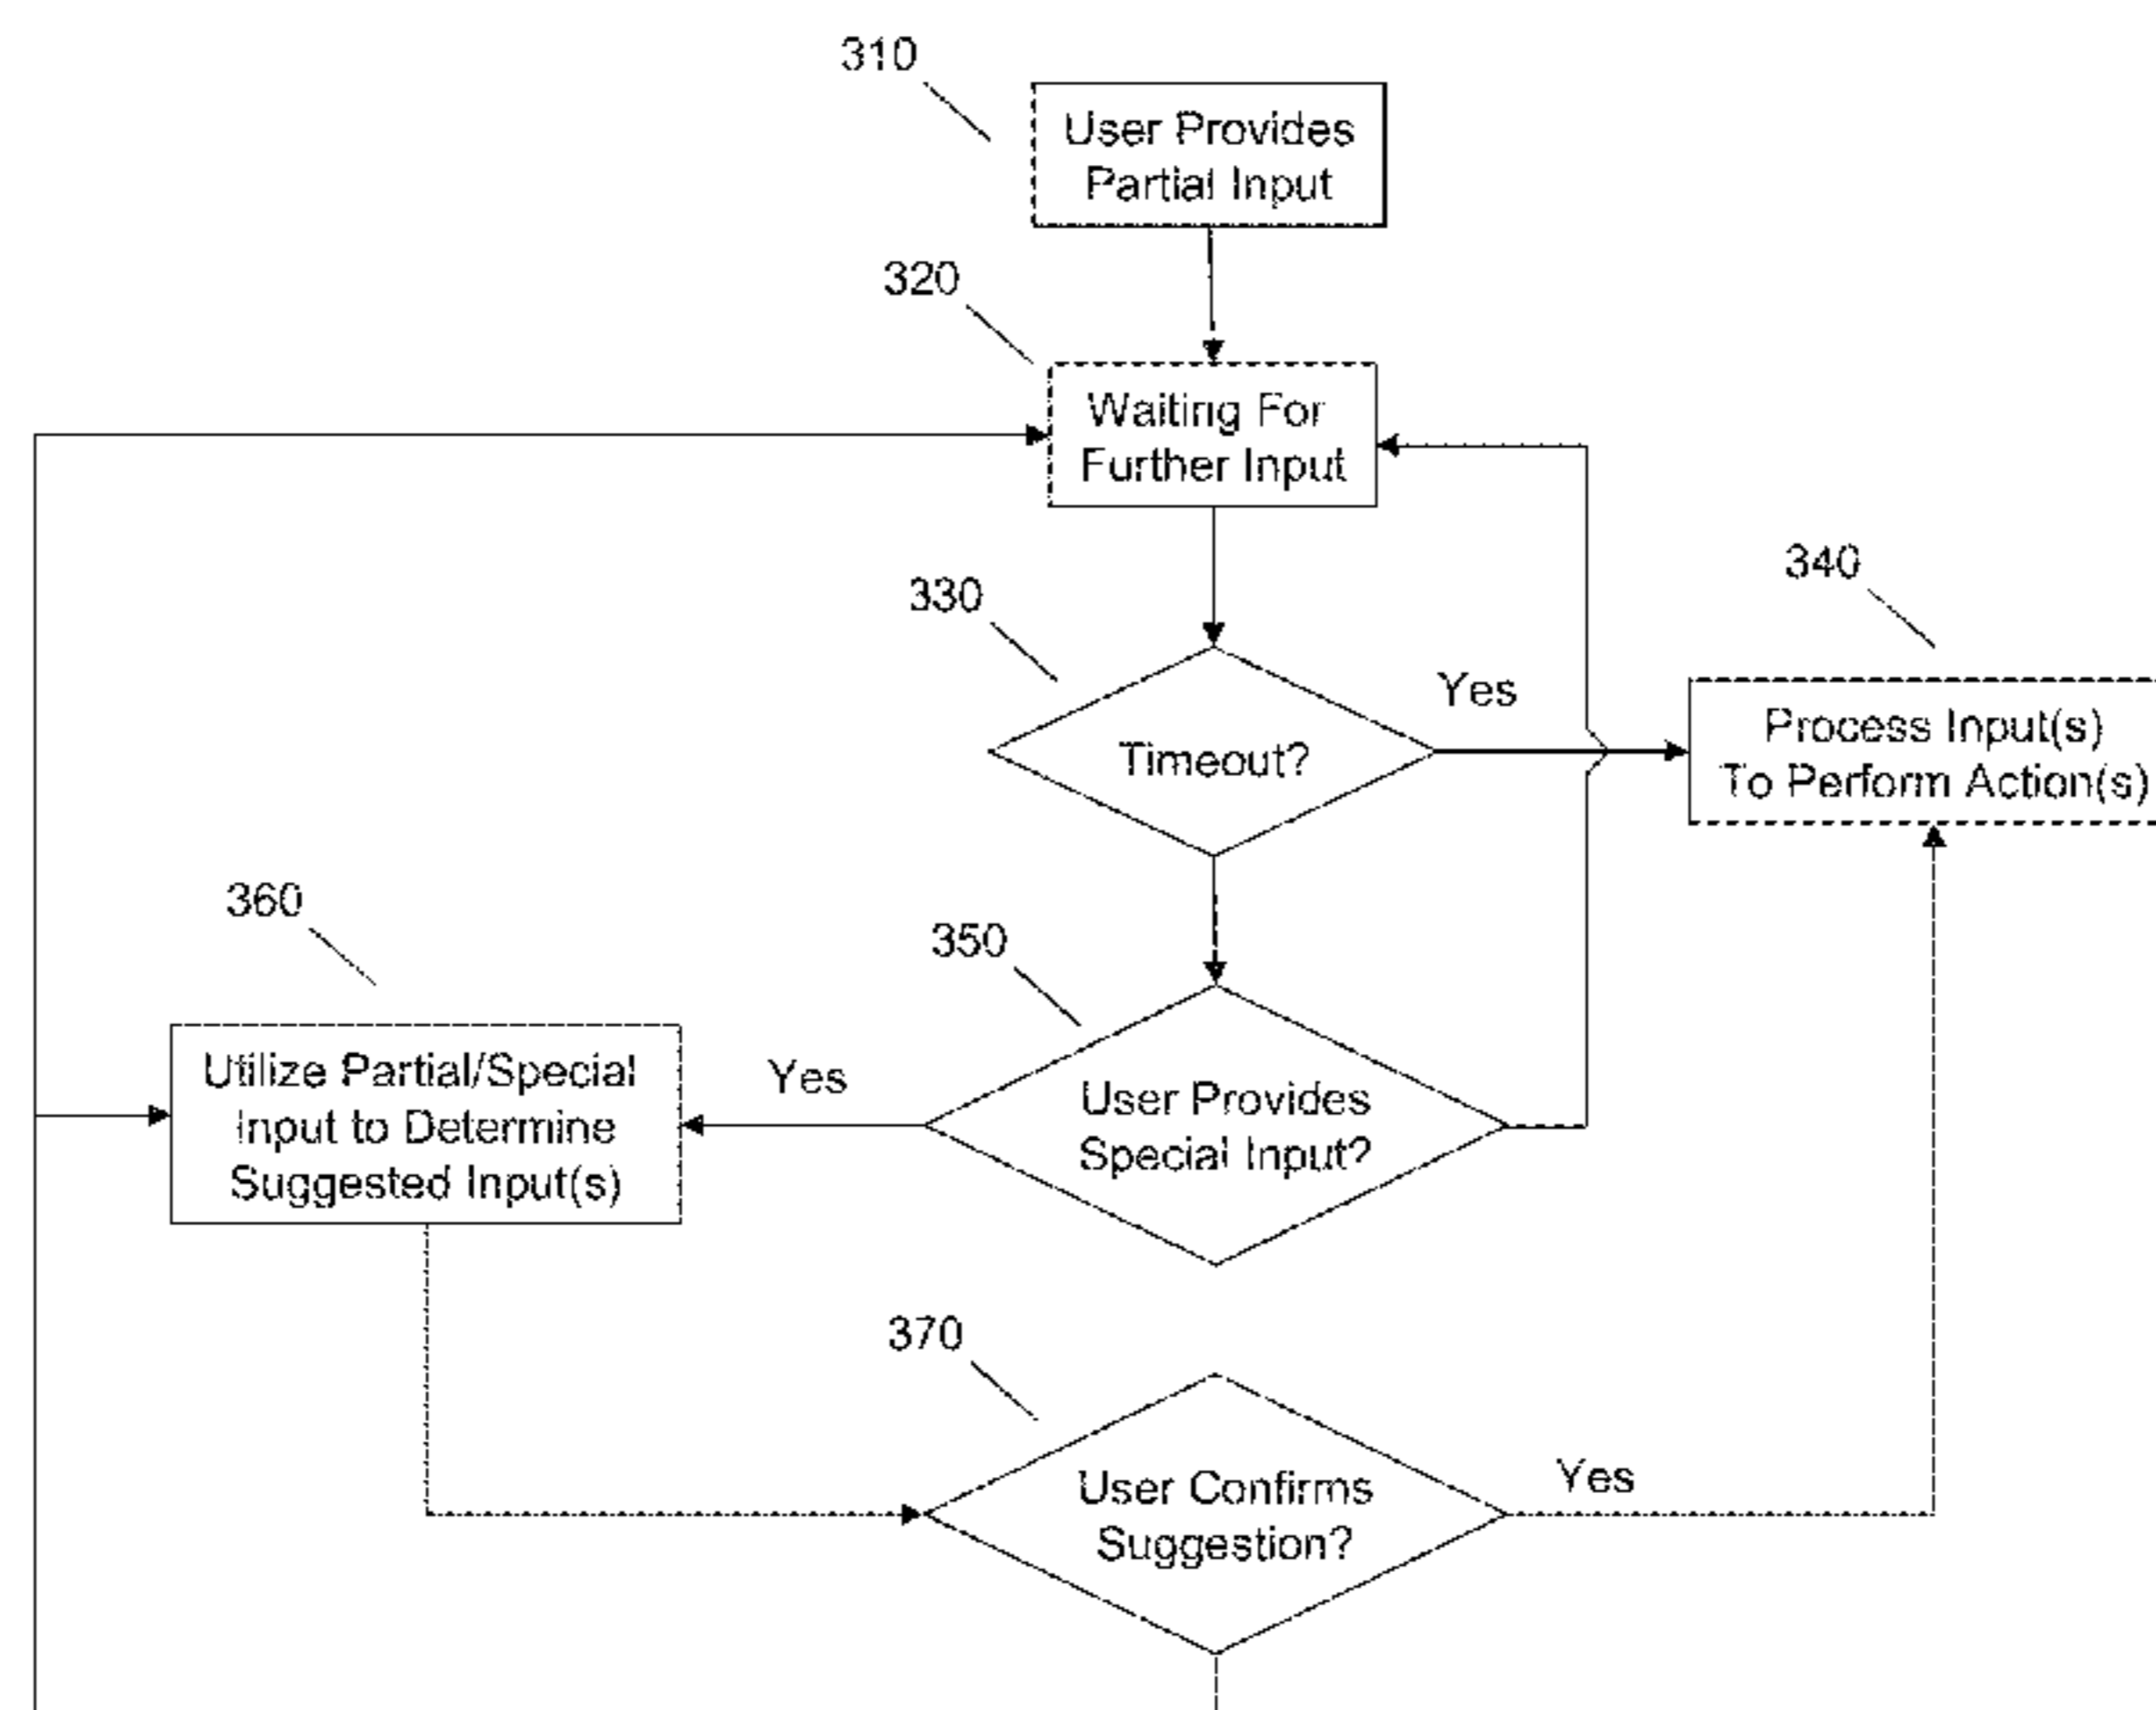 310
User Provides
Partial Input
320
Waiting For
Further Input
330
340
Timeout?
Yes
Process Input(s)
To Perform Action(s)
360
350
Utilize Partial/Special
Input to Determine
Suggested Input(s)
Yes
User Provides
Special Input?
370
User Confirms
Suggestion?
Yes